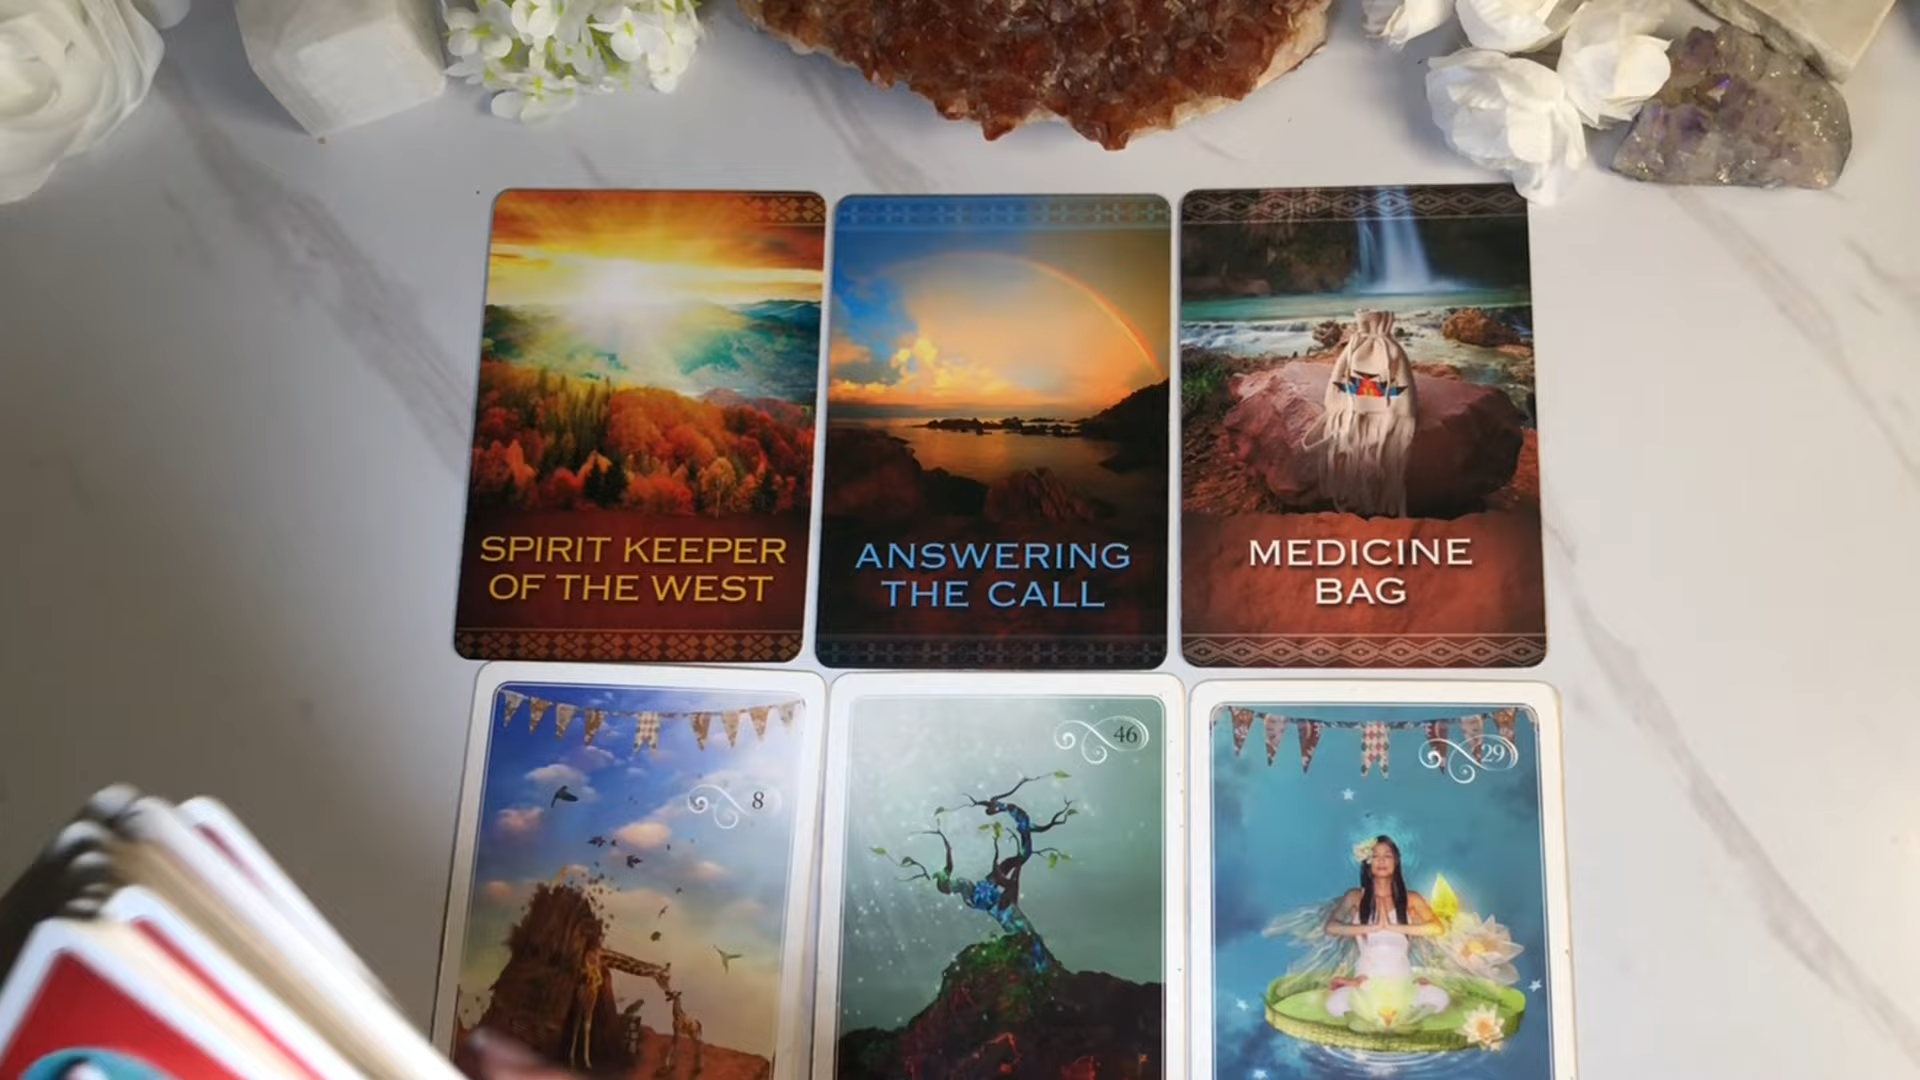 SPIRIT KEEPER
OF THE WEST
ANSWERING
THE CALL
MEDICINE
BAG
8
46
29